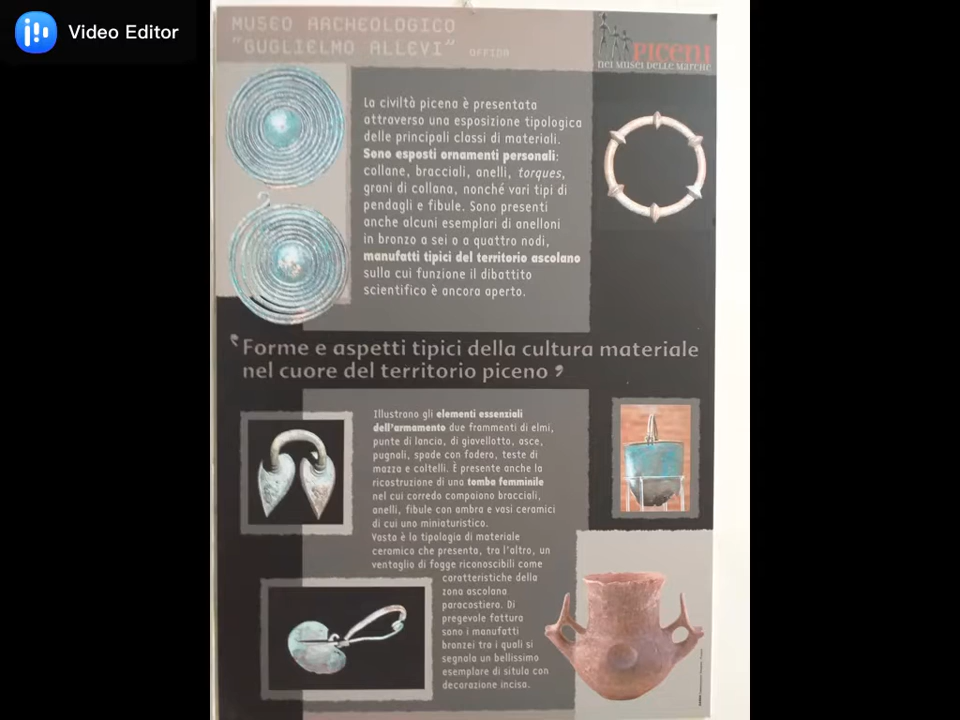 Video Editor
MUSEO ARCHEOLOGICO
"GUGLIELMO ALLEVI" OFFIDA
PICENI
NEI MUSEI DELLE MARCHE
La civiltà picena è presentata
attraverso una esposizione tipologica
delle principali classi di materiali.
Sono esposti ornamenti personali:
collane, bracciali, anelli, torques,
grani di collana, nonché vari tipi di
pendagli e fibule. Sono presenti
anche alcuni esemplari di anelloni
in bronzo a sei o a quattro nodi,
manufatti tipici del territorio ascolano
sulla cui funzione il dibattito
scientifico è ancora aperto.
‘Forme e aspetti tipici della cultura materiale
nel cuore del territorio piceno’
Illustrano gli elementi essenziali
dell'armamento due frammenti di elmi,
punte di lancia, di giavellotto, asce,
pugnali, spade con fodero, teste di
mazza e coltelli. È presente anche la
ricostruzione di una tomba femminile
nel cui corredo compaiono bracciali,
anelli, fibule con ambra e vasi ceramici
di cui uno miniaturistico.
Vasta è la tipologia di materiale
ceramico che presenta, tra l'altro, un
ventaglio di fogge riconoscibili come
caratteristiche della
zona ascolana
paracostiera. Di
pregevole fattura
sono i manufatti
bronzei tra i quali si
segnala un bellissimo
esemplare di situla con
decorazione incisa.